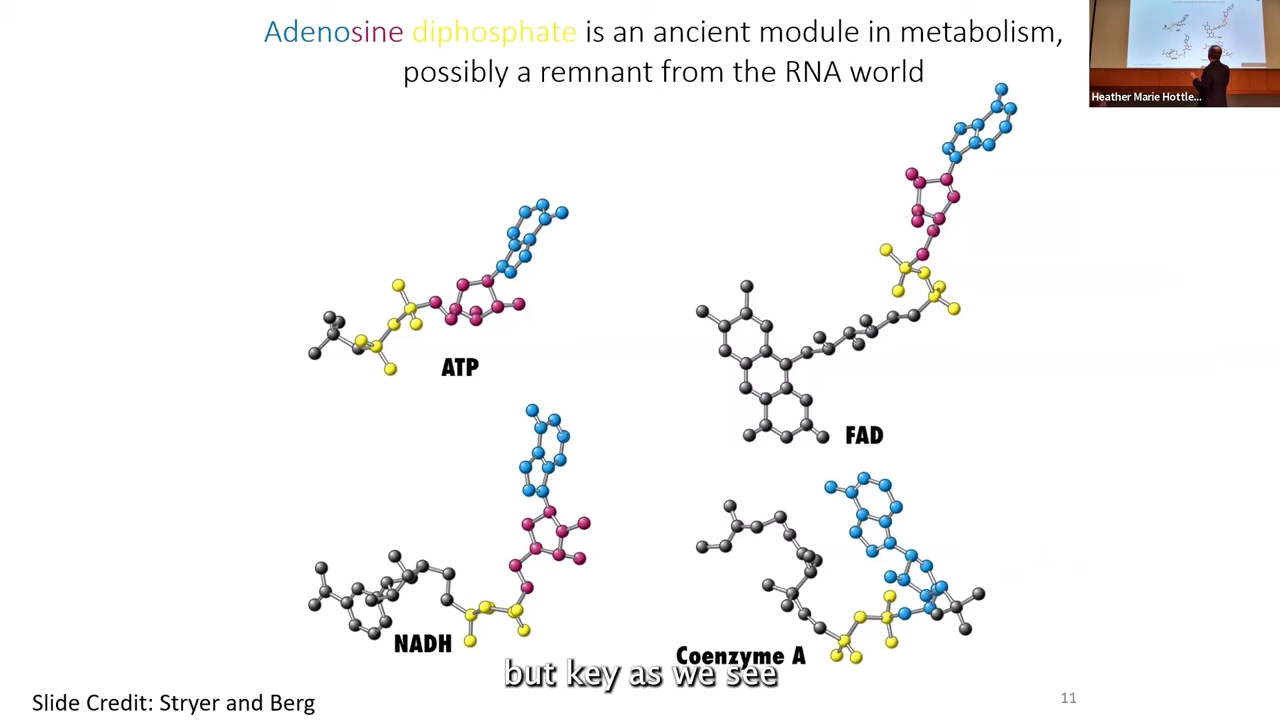 Adenosine diphosphate is an ancient module in metabolism,
possibly a remnant from the RNA world
Heather Marie Hottle...
ATP
FAD
NADH
Coenzyme A
but key as we see
Slide Credit: Stryer and Berg
11